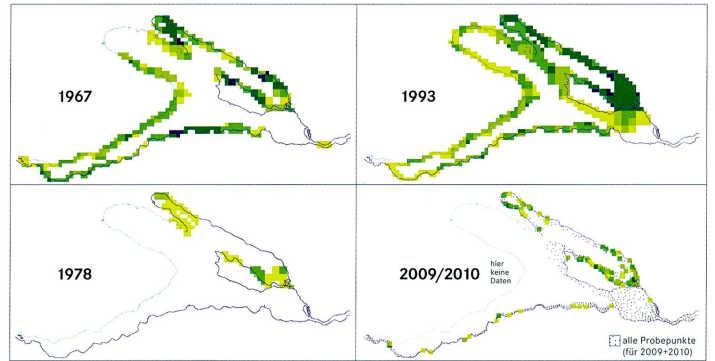 1967
1993
1978
2009/2010
hier
keine
Daten
alle Probepunkte
(für 2009+2010)